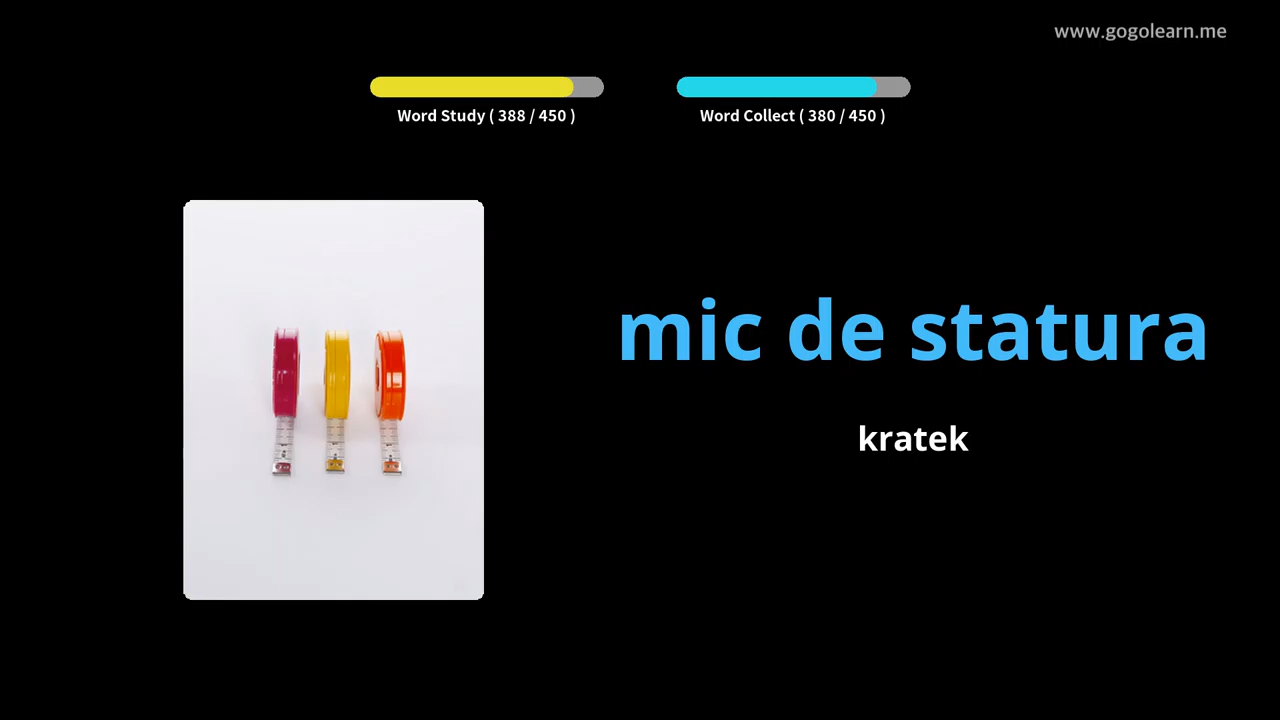 www.gogolearn.me
Word Study ( 388 / 450 )
Word Collect ( 380 / 450 )
mic de statura
kratek